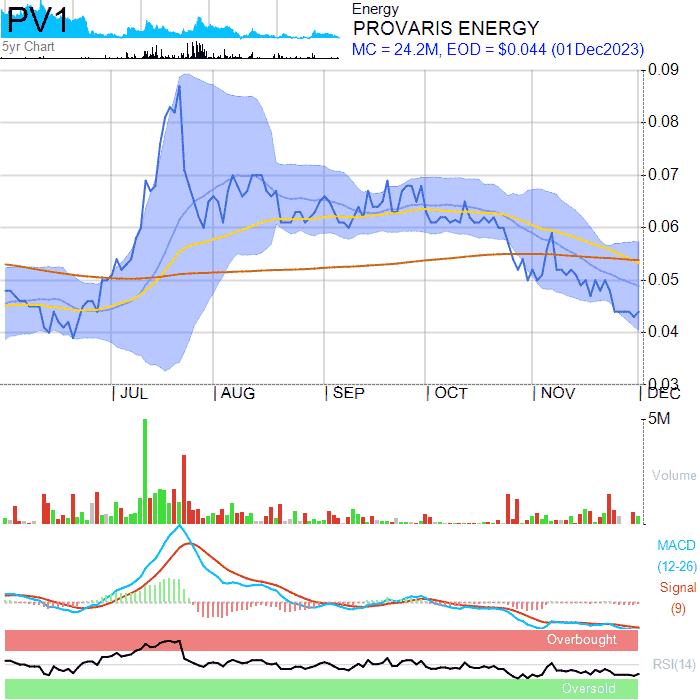 PV1
5yr Chart
Energy
PROVARIS ENERGY
MC = 24.2M, EOD = $0.044 (01Dec2023)
0.09
0.08
0.07
0.06
0.05
0.04
0.03
JUL AUG SEP OCT NOV DEC
5M
Volume
MACD
(12-26)
Signal
(9)
Overbought
RSI(14)
Oversold